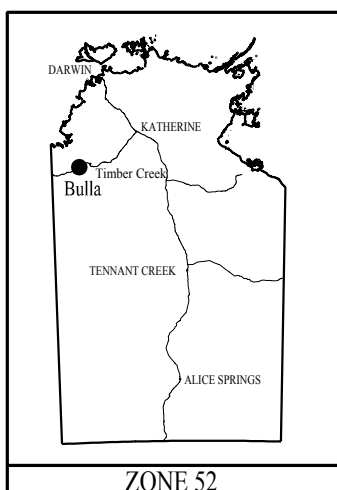 DARWIN
KATHERINE
Timber Creek
Bulla
TENNANT CREEK
ALICE SPRINGS
ZONE 52